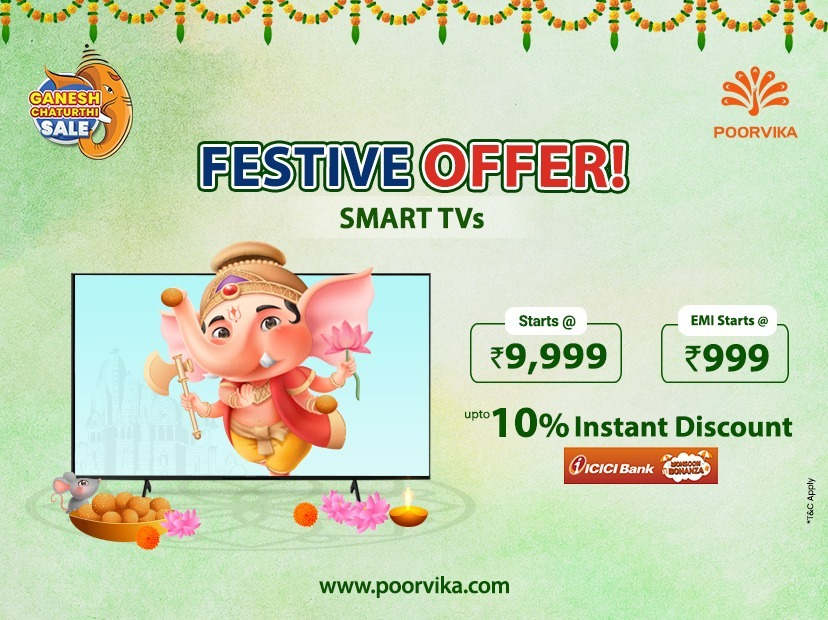 GANESH
CHATURTHI
SALE
POORVIKA
FESTIVE OFFER!
SMART TVs
Starts @
₹9,999
EMI Starts @
₹999
upto 10% Instant Discount
ICICI Bank
MONSOON
BONANZA
*T&C Apply
www.poorvika.com